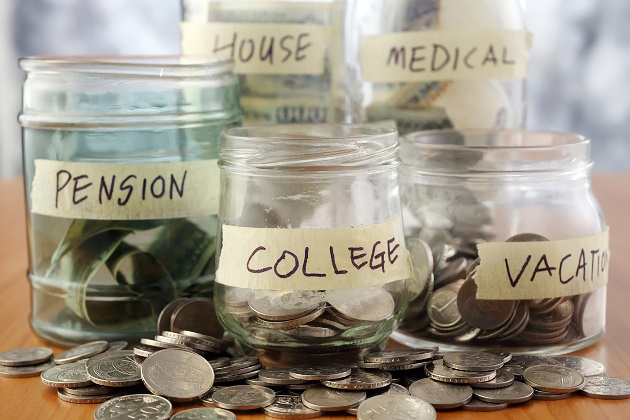 HOUSE
MEDICAL
PENSION
COLLEGE
VACATIO